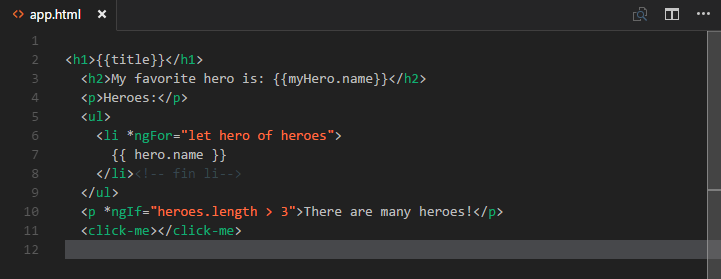 <> app.html ×
1
2 <h1>{{title}}</h1>
3 <h2>My favorite hero is: {{myHero.name}}</h2>
4 <p>Heroes:</p>
5 <ul>
6 <li *ngFor="let hero of heroes">
7 {{ hero.name }}
8 </li><!-- fin li-->
9 </ul>
10 <p *ngIf="heroes.length > 3">There are many heroes!</p>
11 <click-me></click-me>
12